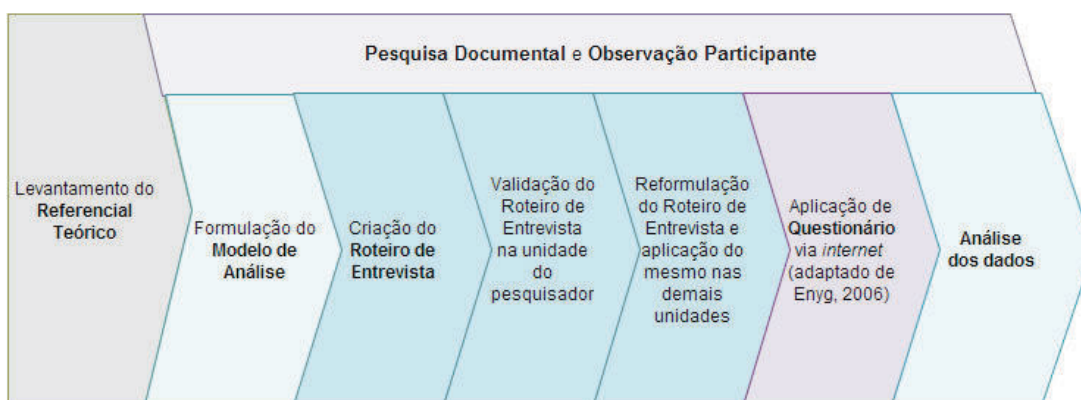 Pesquisa Documental e Observação Participante
Levantamento do
Referencial
Teórico
Formulação do
Modelo de
Análise
Criação do
Roteiro de
Entrevista
Validação do
Roteiro de
Entrevista
na unidade
do
pesquisador
Reformulação
do Roteiro de
Entrevista e
aplicação do
mesmo nas
demais
unidades
Aplicação de
Questionário
via internet
(adaptado de
Enyg, 2006)
Análise
dos dados